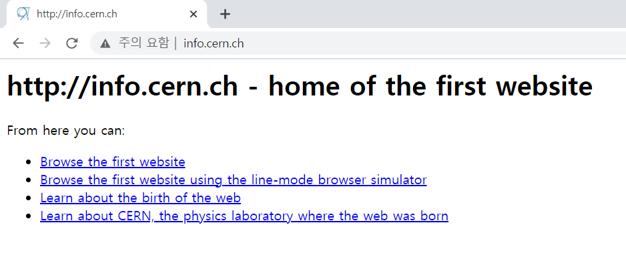 http://info.cern.ch
주의 요함 | info.cern.ch
http://info.cern.ch - home of the first website
From here you can:
Browse the first website
Browse the first website using the line-mode browser simulator
Learn about the birth of the web
Learn about CERN, the physics laboratory where the web was born